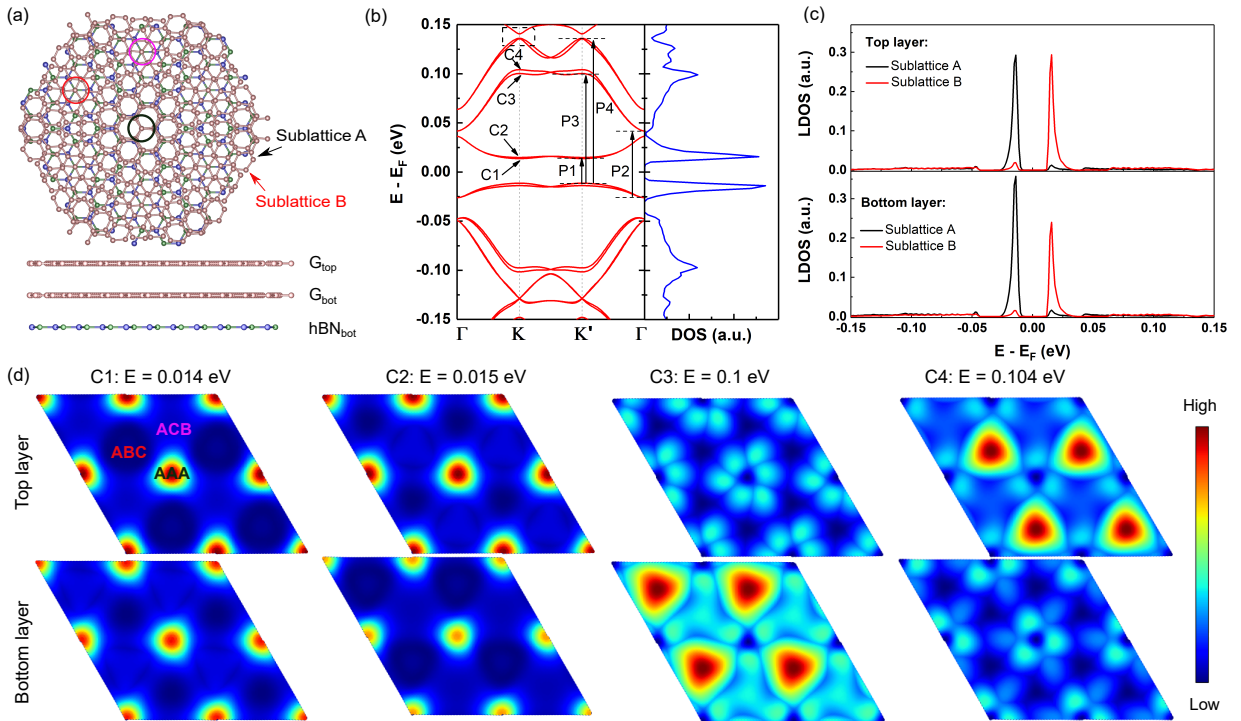 (a)
Sublattice A
Sublattice B
G_top
G_bot
hBN_bot
(b)
E - E_F (eV)
0.15
0.10
0.05
0.00
-0.05
-0.10
-0.15
C4
C3
C2
C1
P1
P3
P4
P2
Γ K K' Γ
DOS (a.u.)
(c)
LDOS (a.u.)
0.3
0.2
0.1
0.0
Top layer:
Sublattice A
Sublattice B
LDOS (a.u.)
0.3
0.2
0.1
0.0
Bottom layer:
Sublattice A
Sublattice B
-0.15 -0.10 -0.05 0.00 0.05 0.10 0.15
E - E_F (eV)
(d)
C1: E = 0.014 eV
C2: E = 0.015 eV
C3: E = 0.1 eV
C4: E = 0.104 eV
Top layer
ACB
ABC
AAA
Bottom layer
High
Low